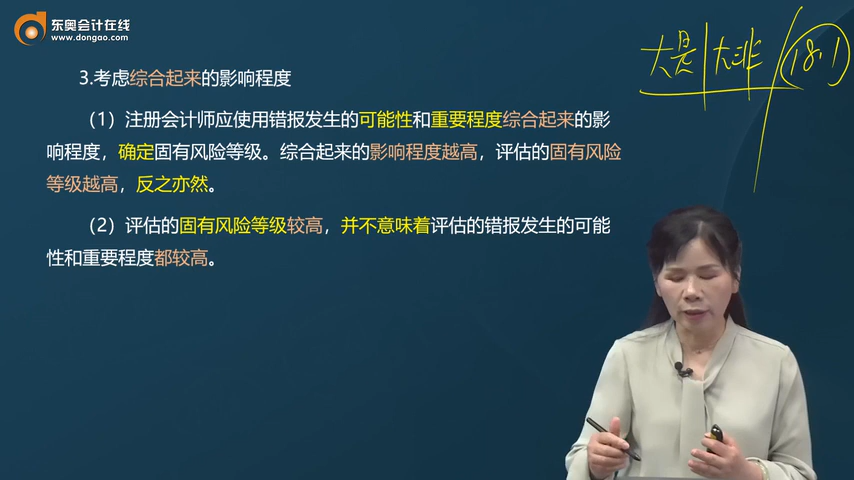 东奥会计在线
www.dongao.com
大是 大非 18.1
3.考虑综合起来的影响程度
（1）注册会计师应使用错报发生的可能性和重要程度综合起来的影
响程度，确定固有风险等级。综合起来的影响程度越高，评估的固有风险
等级越高，反之亦然。
（2）评估的固有风险等级较高，并不意味着评估的错报发生的可能
性和重要程度都较高。